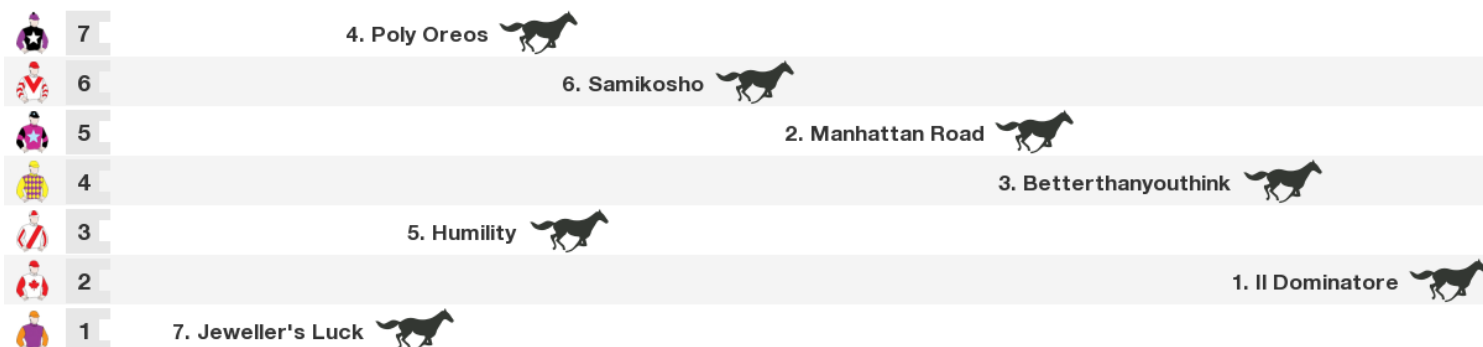 7 4. Poly Oreos
6 6. Samikosho
5 2. Manhattan Road
4 3. Betterthanyouthink
3 5. Humility
2 1. Il Dominatore
1 7. Jeweller's Luck